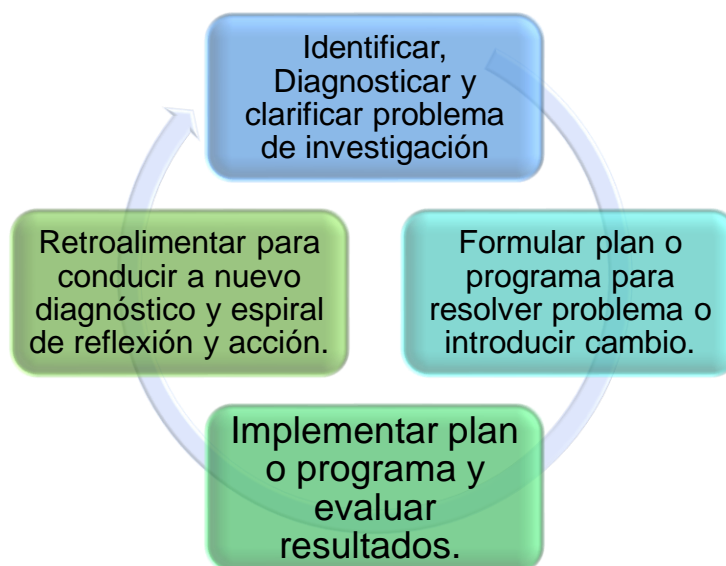 Identificar,
Diagnosticar y
clarificar problema
de investigación
Formular plan o
programa para
resolver problema o
introducir cambio.
Implementar plan
o programa y
evaluar
resultados.
Retroalimentar para
conducir a nuevo
diagnóstico y espiral
de reflexión y acción.